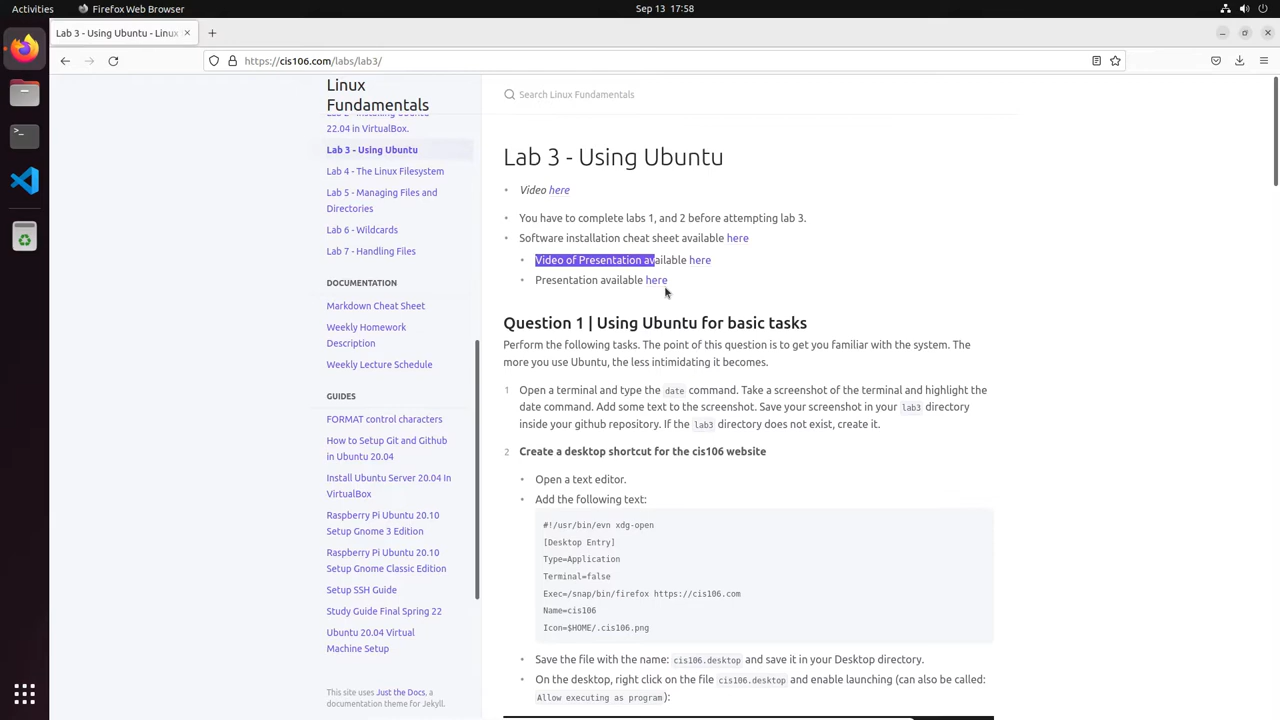 Activities
Firefox Web Browser
Sep 13 17:58
Lab 3 - Using Ubuntu - Linux
https://cis106.com/labs/lab3/
Linux
Fundamentals
Lab 2 - Installing Ubuntu
22.04 in VirtualBox.
Lab 3 - Using Ubuntu
Lab 4 - The Linux Filesystem
Lab 5 - Managing Files and
Directories
Lab 6 - Wildcards
Lab 7 - Handling Files
DOCUMENTATION
Markdown Cheat Sheet
Weekly Homework
Description
Weekly Lecture Schedule
GUIDES
FORMAT control characters
How to Setup Git and Github
in Ubuntu 20.04
Install Ubuntu Server 20.04 In
VirtualBox
Raspberry Pi Ubuntu 20.10
Setup Gnome 3 Edition
Raspberry Pi Ubuntu 20.10
Setup Gnome Classic Edition
Setup SSH Guide
Study Guide Final Spring 22
Ubuntu 20.04 Virtual
Machine Setup
This site uses Just the Docs, a
documentation theme for Jekyll.
Search Linux Fundamentals
Lab 3 - Using Ubuntu
• Video here
• You have to complete labs 1, and 2 before attempting lab 3.
• Software installation cheat sheet available here
• Video of Presentation available here
• Presentation available here
Question 1 | Using Ubuntu for basic tasks
Perform the following tasks. The point of this question is to get you familiar with the system. The
more you use Ubuntu, the less intimidating it becomes.
1 Open a terminal and type the date command. Take a screenshot of the terminal and highlight the
date command. Add some text to the screenshot. Save your screenshot in your lab3 directory
inside your github repository. If the lab3 directory does not exist, create it.
2 Create a desktop shortcut for the cis106 website
• Open a text editor.
• Add the following text:
#!/usr/bin/evn xdg-open
[Desktop Entry]
Type=Application
Terminal=false
Exec=/snap/bin/firefox https://cis106.com
Name=cis106
Icon=$HOME/.cis106.png
• Save the file with the name: cis106.desktop and save it in your Desktop directory.
• On the desktop, right click on the file cis106.desktop and enable launching (can also be called:
Allow executing as program):